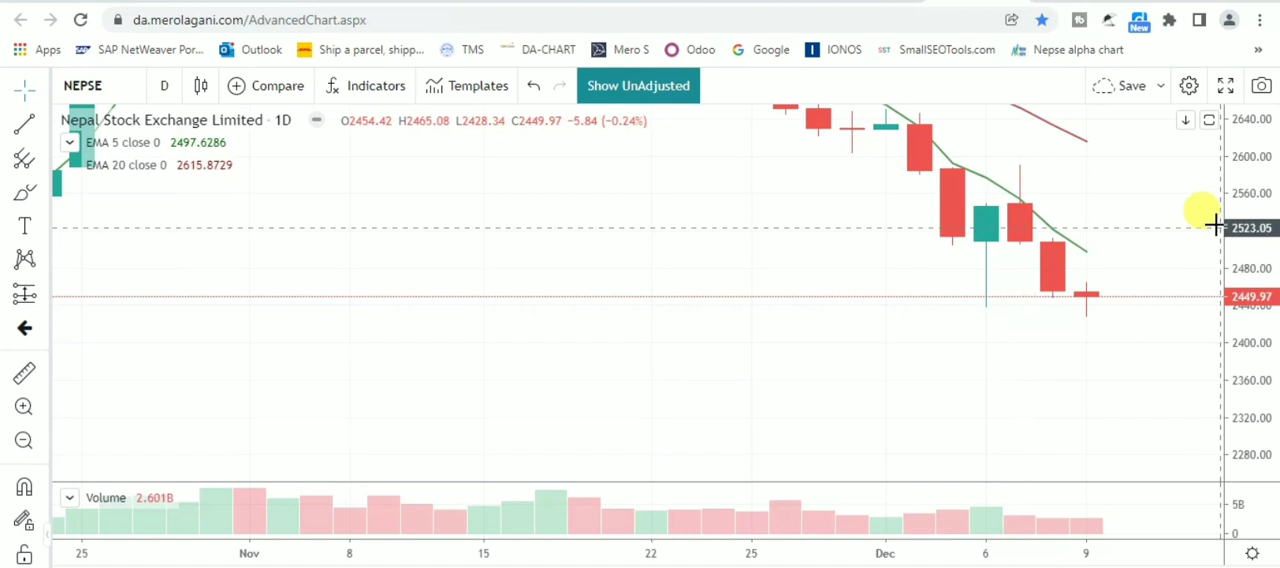 da.merolagani.com/AdvancedChart.aspx
New
Apps SAP NetWeaver Por... Outlook Ship a parcel, shipp... TMS DA-CHART Mero S Odoo Google IONOS SST SmallSEOTools.com Nepse alpha chart »
NEPSE D Compare Indicators Templates Show UnAdjusted Save
Nepal Stock Exchange Limited · 1D O2454.42 H2465.08 L2428.34 C2449.97 −5.84 (−0.24%)
EMA 5 close 0 2497.6286
EMA 20 close 0 2615.8729
2640.00
2600.00
2560.00
2523.05
2480.00
2449.97
2440.00
2400.00
2360.00
2320.00
2280.00
Volume 2.601B
5B
0
25 Nov 8 15 22 25 Dec 6 9